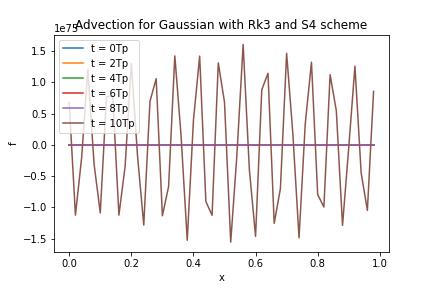 Advection for Gaussian with Rk3 and S4 scheme
1e75
t = 0Tp
t = 2Tp
t = 4Tp
t = 6Tp
t = 8Tp
t = 10Tp
1.5
1.0
0.5
0.0
−0.5
−1.0
−1.5
f
0.0 0.2 0.4 0.6 0.8 1.0
x